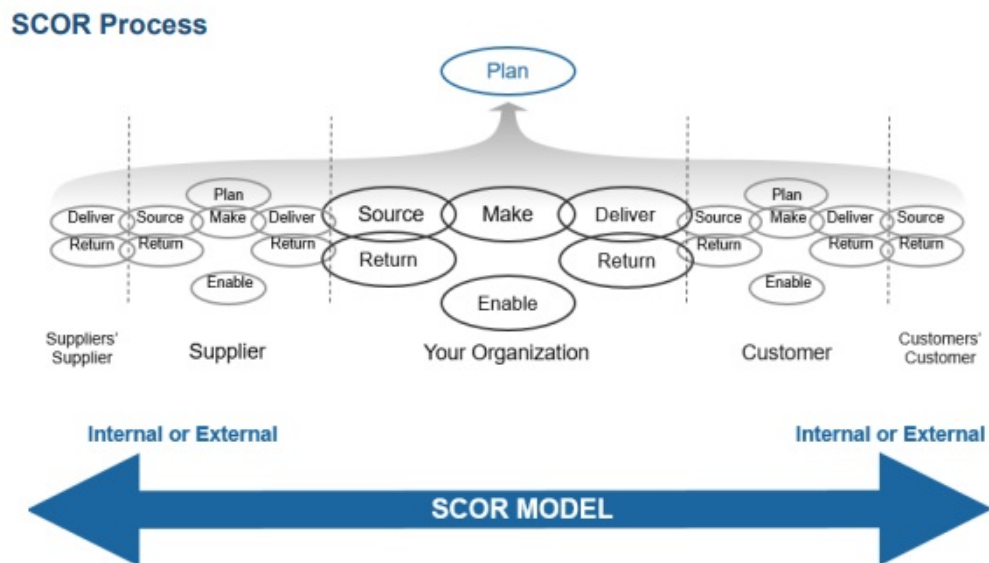 SCOR Process
Plan
Plan
Plan
Deliver Source Make Deliver Source Make Deliver Source Make Deliver Source
Return Return Return Return Return Return Return Return
Enable Enable Enable
Suppliers'
Supplier
Supplier
Your Organization
Customer
Customers'
Customer
Internal or External
Internal or External
SCOR MODEL